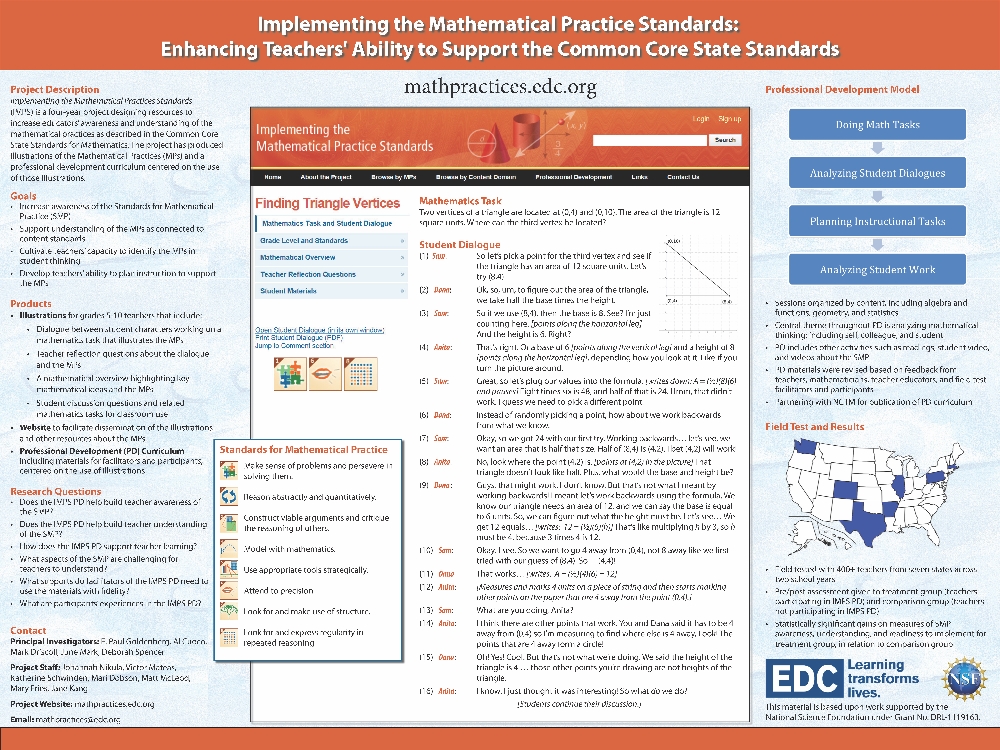 Implementing the Mathematical Practice Standards:
Enhancing Teachers' Ability to Support the Common Core State Standards
Project Description
Implementing the Mathematical Practice Standards
(IMPS) is a four-year project designing resources to
increase educators' awareness and understanding of the
mathematical practices as described in the Common Core
State Standards for Mathematics. The project has produced
Illustrations of the Mathematical Practices (MPs) and a
professional development curriculum centered on the use
of those Illustrations.
Goals
• Increase awareness of the Standards for Mathematical
Practice (SMP)
• Support understanding of the MPs as connected to
content standards
• Cultivate teachers' capacity to identify the MPs in
student thinking
• Develop teachers' ability to plan instruction to support
the MPs
Products
• Illustrations for grades 5-10 teachers that include:
• Dialogue between student characters working on a
mathematics task that illustrates the MPs
• Teacher reflection questions about the dialogue
and the MPs
• A mathematical overview highlighting key
mathematical ideas and the MPs
• Student discussion questions and related
mathematics tasks for classroom use
• Website to facilitate dissemination of the Illustrations
and other resources about the MPs
• Professional Development (PD) Curriculum
including materials for facilitators and participants,
centered on the use of Illustrations
Research Questions
• Does the IMPS PD help build teacher awareness of
the SMP?
• Does the IMPS PD help build teacher understanding
of the SMP?
• How does the IMPS PD support teacher learning?
• What aspects of the SMP are challenging for
teachers to understand?
• What supports do facilitators of the IMPS PD need to
use the materials with fidelity?
• What are participants' experiences in the IMPS PD?
Contact
Principal Investigators: E. Paul Goldenberg, Al Cuoco,
Mark Driscoll, June Mark, Deborah Spencer
Project Staff: Johannah Nikula, Victor Mateas,
Katherine Schwinden, Mari Dobson, Matt McLeod,
Mary Fries, Jane Kang
Project Website: mathpractices.edc.org
Email: mathpractices@edc.org
mathpractices.edc.org
Implementing the
Mathematical Practice Standards
Login Sign up
Search
Home About the Project Browse by MPs Browse by Content Domain Professional Development Links Contact Us
Finding Triangle Vertices
Mathematics Task and Student Dialogue
Grade Level and Standards »
Mathematical Overview »
Teacher Reflection Questions »
Student Materials »
Open Student Dialogue (in its own window)
Print Student Dialogue (PDF)
Jump to Comment section
Standards for Mathematical Practice
Make sense of problems and persevere in
solving them.
Reason abstractly and quantitatively.
Construct viable arguments and critique
the reasoning of others.
Model with mathematics.
Use appropriate tools strategically.
Attend to precision.
Look for and make use of structure.
Look for and express regularity in
repeated reasoning
Mathematics Task
Two vertices of a triangle are located at (0,4) and (0,10). The area of the triangle is 12
square units. Where can the third vertex be located?
Student Dialogue
(1) Sam: So let's pick a point for the third vertex and see if
the triangle has an area of 12 square units. Let's
try (8,4).
(2) Dana: Ok, so, um, to figure out the area of the triangle,
we take half the base times the height.
(3) Sam: So if we use (8,4), then the base is 8. See? I'm just
counting here. [points along the horizontal leg]
And the height is 6. Right?
(4) Anita: That's right. Or a base of 6 [points along the vertical leg] and a height of 8
[points along the horizontal leg], depending how you look at it. Like if you
turn the picture around.
(5) Sam: Great, so let's plug our values into the formula. [writes down: A = (½)(8)(6)
and pauses] Eight times six is 48, and half of that is 24. Hmm, that didn't
work. I guess we need to pick a different point
(6) Dana: Instead of randomly picking a point, how about we work backwards
from what we know.
(7) Sam: Okay, so we got 24 with our first try. Working backwards… let's see, we
want an area that is half that size. Half of (8,4) is (4,2). I bet (4,2) will work
(8) Anita No, look where the point (4,2) is. [points at (4,2) in the picture] That
triangle doesn't look like half. Plus, what would the base and height be?
(9) Dana: Guys, that might work. I don't know. But that's not what I meant by
working backwards! I meant let's work backwards using the formula. We
know our triangle needs an area of 12, and we can say the base is equal
to 6 units. So, we can figure out what the height must be. Let's see… We
get 12 equals… [writes: 12 = (½)(6)(h)] That's like multiplying h by 3, so h
must be 4, because 3 times 4 is 12.
(10) Sam: Okay, I see. So we want to go 4 away from (0,4), not 8 away like we first
tried with our guess of (8,4). So… (4,4)!
(11) Dana That works… [writes: A = (½)(4)(6) = 12]
(12) Anita: [Measures 4 units on a piece of string and then starts marking
other points on the paper that are 4 away from the point (0,4).]
(13) Sam: What are you doing, Anita?
(14) Anita: I think there are other points that work. You and Dana said it has to be 4
away from (0,4) so I'm measuring to find where else is 4 away. Look! The
points that are 4 away form a circle!
(15) Dana: Oh! Yes! Cool. But that's not what we're doing. We said the height of the
triangle is 4 … those other points you're drawing are not heights of the
triangle.
(16) Anita: I know. I just thought it was interesting! So what do we do?
[Students continue their discussion.]
(0,10)
(0,4) (8,4)
Professional Development Model
Doing Math Tasks
Analyzing Student Dialogues
Planning Instructional Tasks
Analyzing Student Work
• Sessions organized by content, including algebra and
functions, geometry, and statistics
• Central theme throughout PD is analyzing mathematical
thinking: including self, colleague, and student
• PD includes other activities such as readings, student video,
and videos about the SMP
• PD materials were revised based on feedback from
teachers, mathematicians, teacher educators, and field test
facilitators and participants
• Partnering with NCTM for publication of PD curriculum
Field Test and Results
• Field tested with 400+ teachers from seven states across
two school years
• Pre/post assessment given to treatment group (teachers
participating in IMPS PD) and comparison group (teachers
not participating in IMPS PD)
• Statistically significant gains on measures of SMP
awareness, understanding, and readiness to implement for
treatment group, in relation to comparison group
EDC Learning
transforms
lives.
NSF
This material is based upon work supported by the
National Science Foundation under Grant No. DRL-1119163.